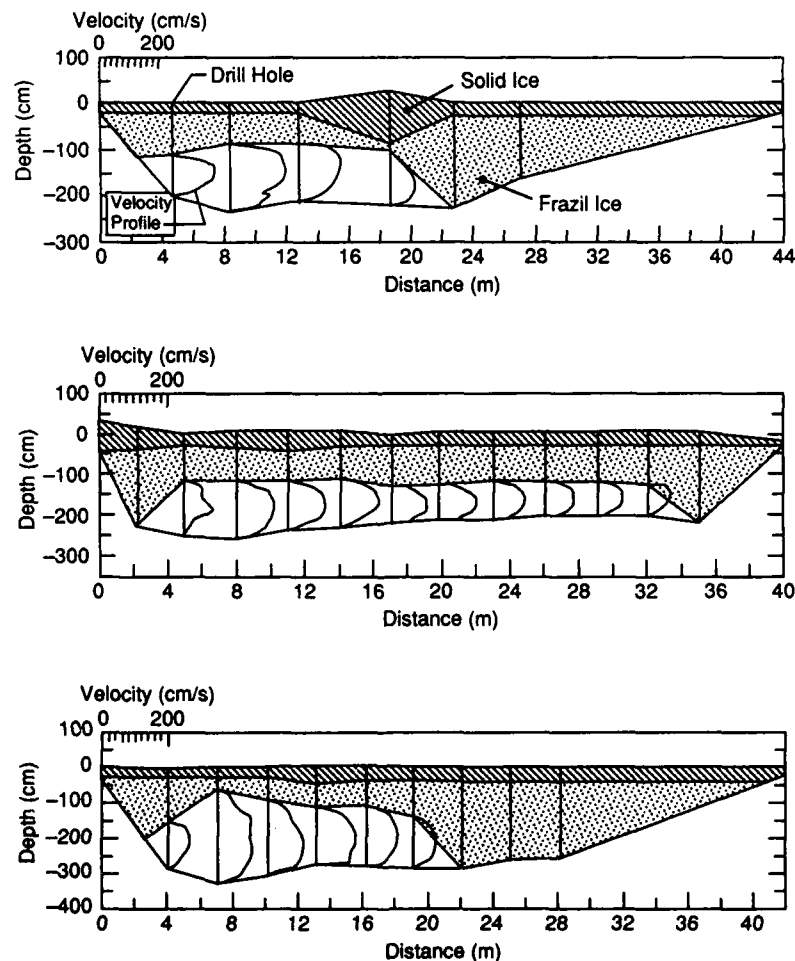 Velocity (cm/s)
0 200
100
0
-100
-200
-300
Depth (cm)
Drill Hole
Solid Ice
Velocity
Profile
Frazil Ice
0 4 8 12 16 20 24 28 32 36 40 44
Distance (m)
Velocity (cm/s)
0 200
100
0
-100
-200
-300
Depth (cm)
0 4 8 12 16 20 24 28 32 36 40
Distance (m)
Velocity (cm/s)
0 200
100
0
-100
-200
-300
-400
Depth (cm)
0 4 8 12 16 20 24 28 32 36 40
Distance (m)